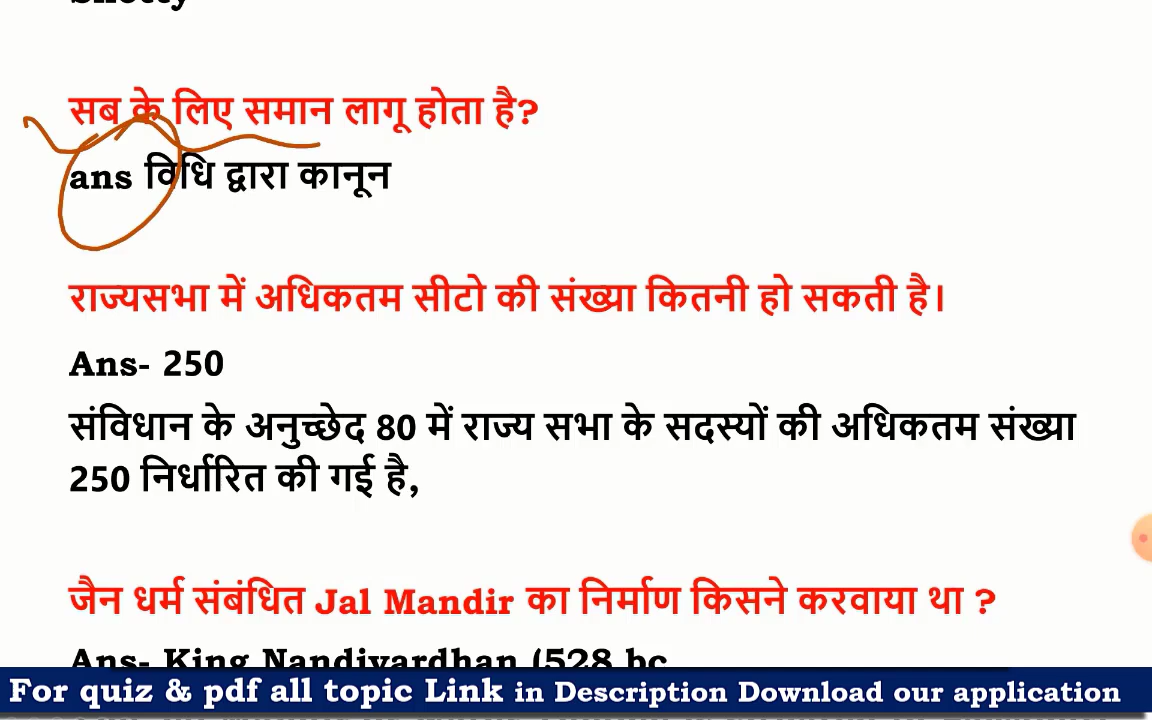 सब के लिए समान लागू होता है?
ans विधि द्वारा कानून
राज्यसभा में अधिकतम सीटो की संख्या कितनी हो सकती है।
Ans- 250
संविधान के अनुच्छेद 80 में राज्य सभा के सदस्यों की अधिकतम संख्या
250 निर्धारित की गई है,
जैन धर्म संबंधित Jal Mandir का निर्माण किसने करवाया था ?
Ans- King Nandivardhan (528 bc
For quiz & pdf all topic Link in Description Download our application